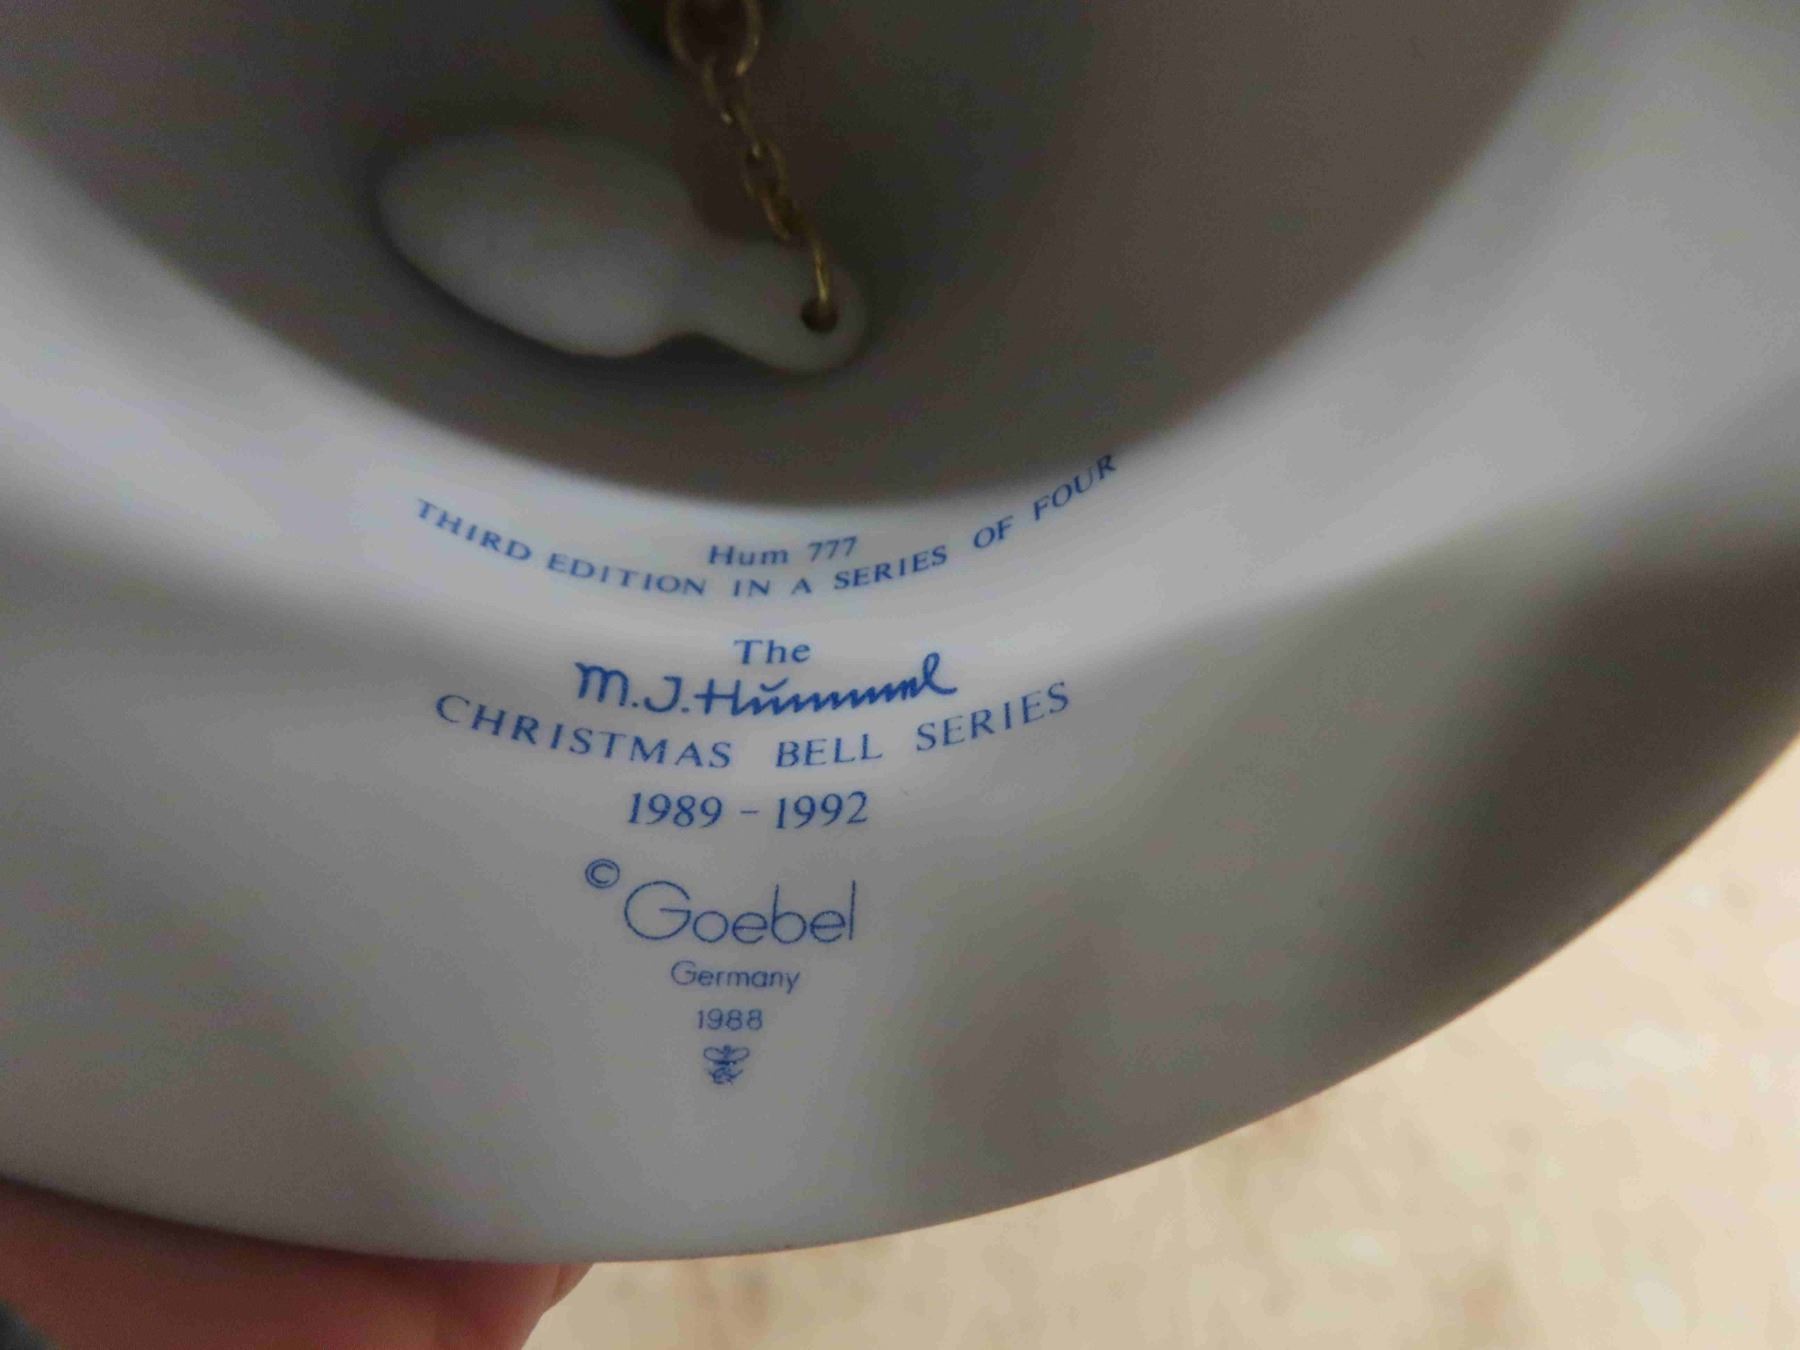 Hum 777
THIRD EDITION IN A SERIES OF FOUR
The
M.J.Hummel
CHRISTMAS BELL SERIES
1989 - 1992
© Goebel
Germany
1988